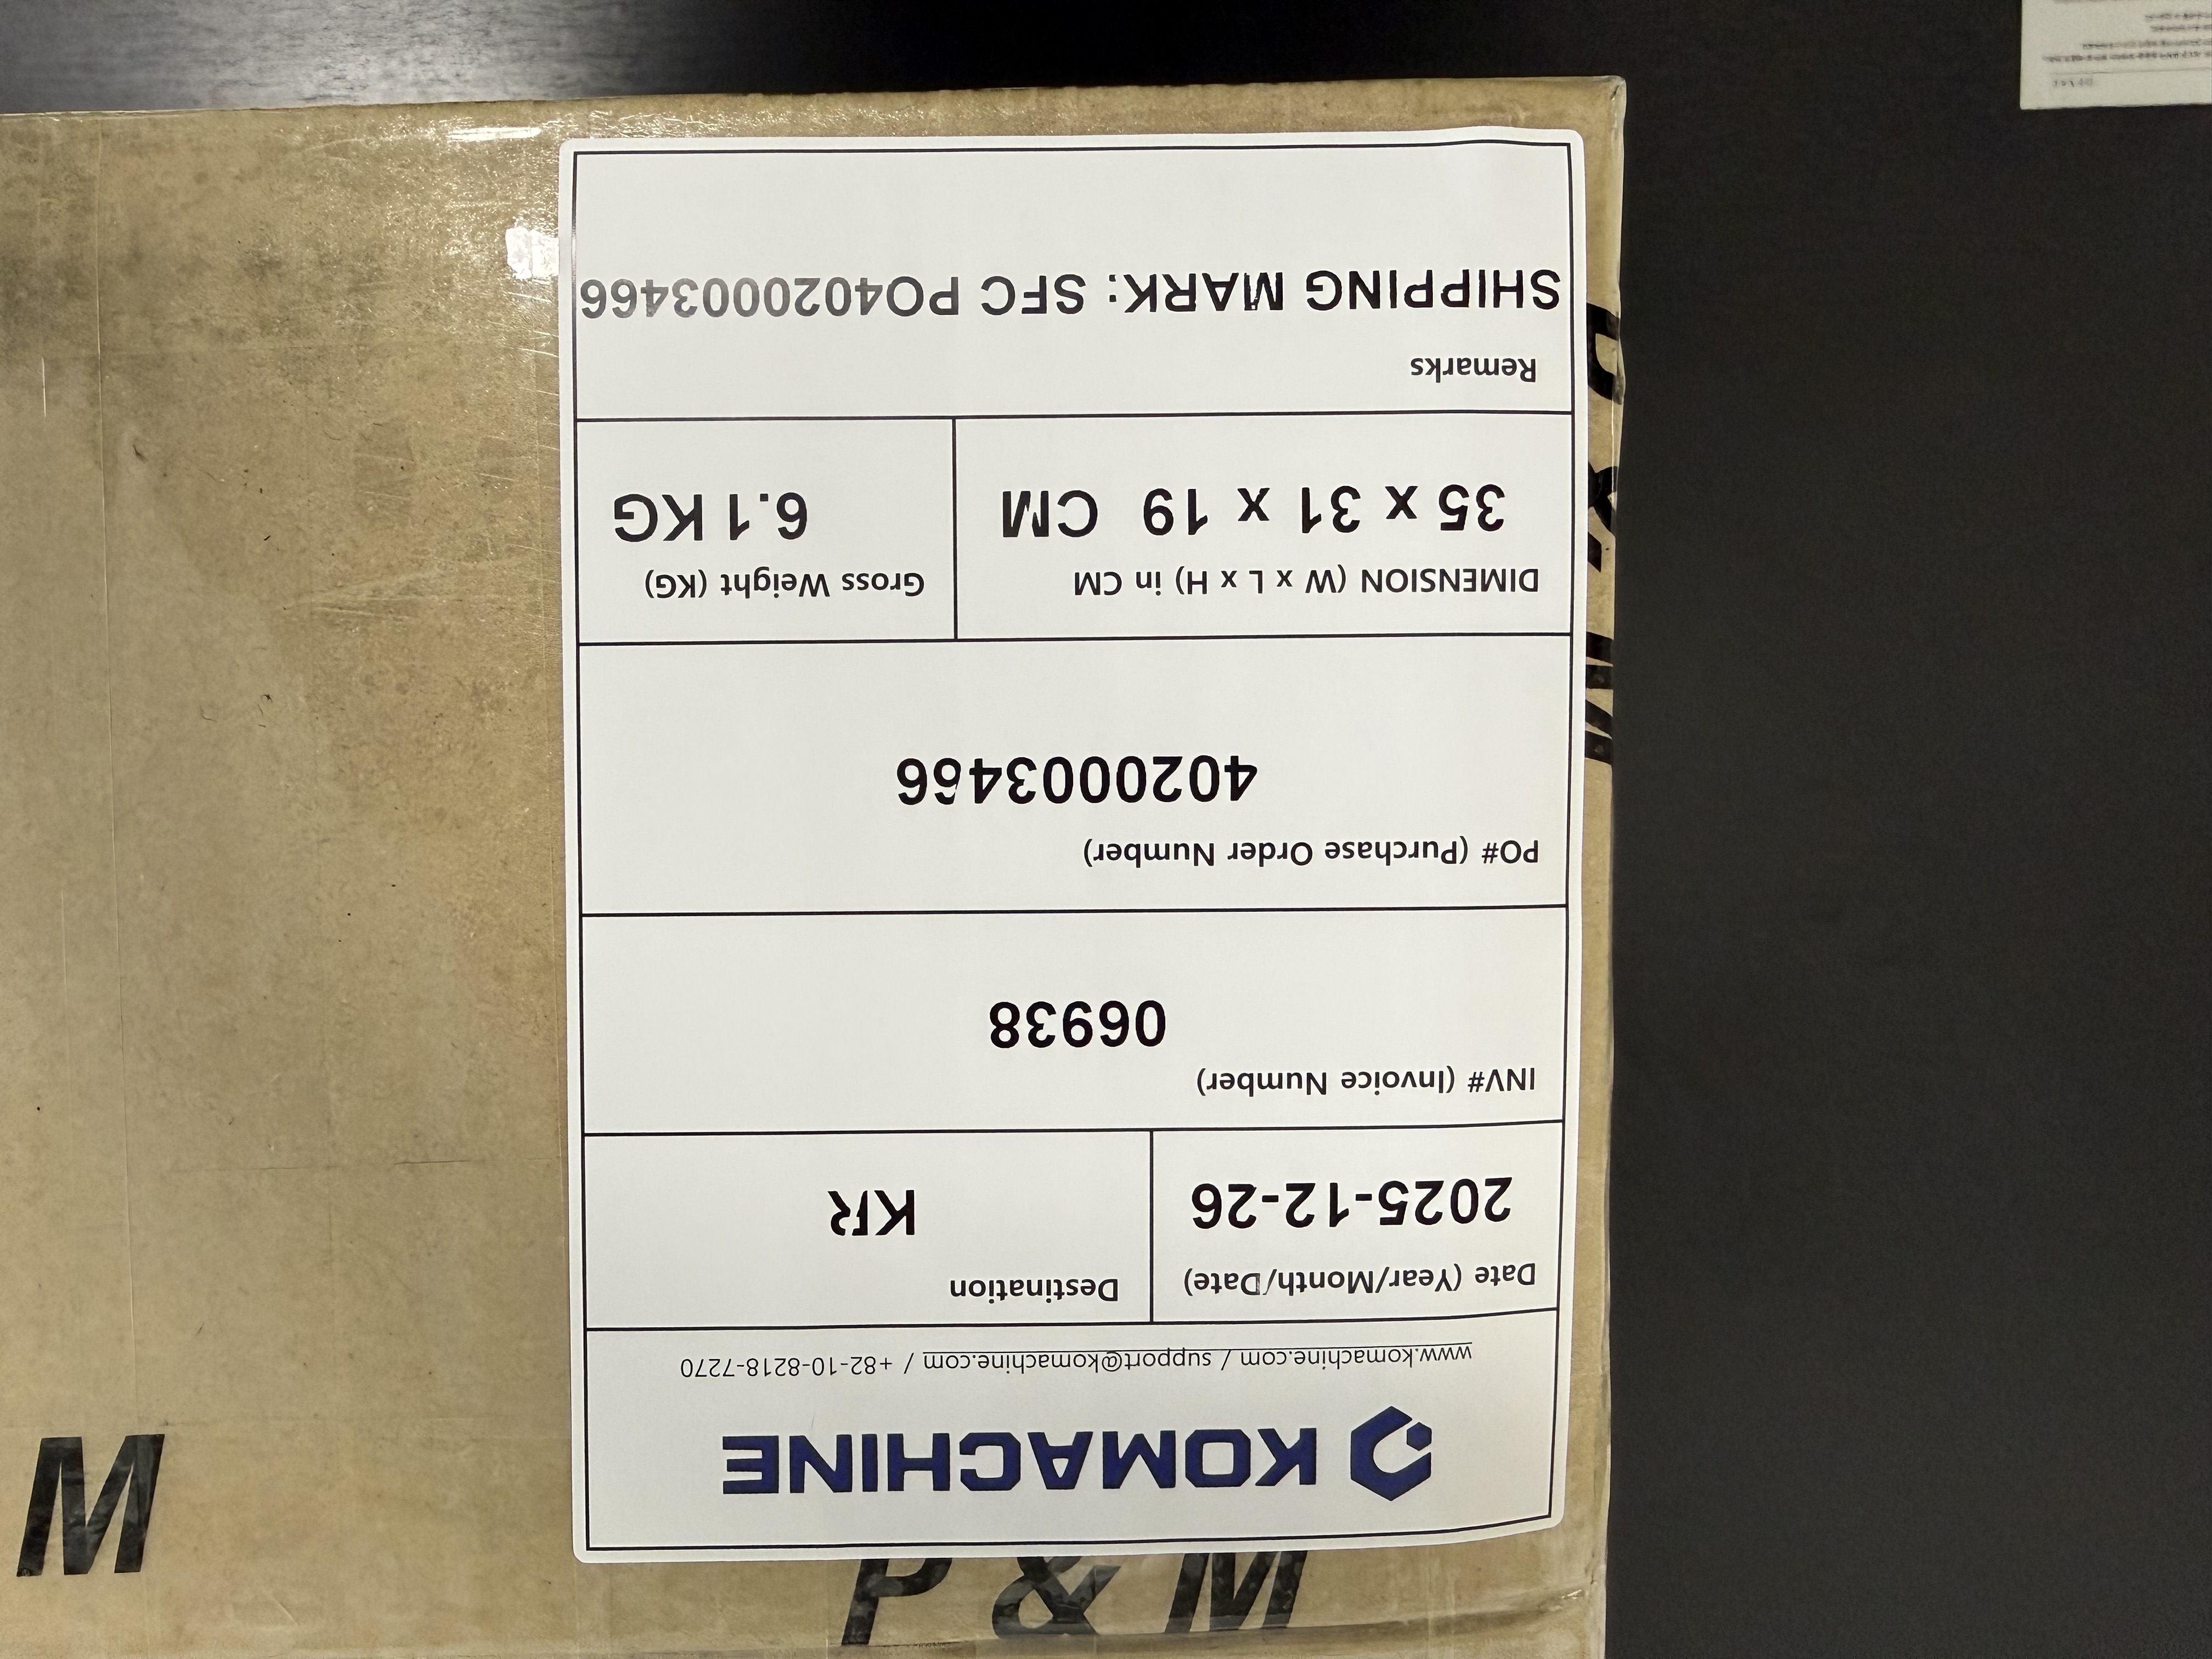 KOMACHINE
www.komachine.com / support@komachine.com / +82-10-8218-7270
Date (Year/Month/Date)
2025-12-26
Destination
KR
INV# (Invoice Number)
06938
PO# (Purchase Order Number)
4020003466
DIMENSION (W x L x H) in CM
35 x 31 x 19 CM
Gross Weight (KG)
6.1 KG
Remarks
SHIPPING MARK: SFC PO4020003466
P & M
M
P & M